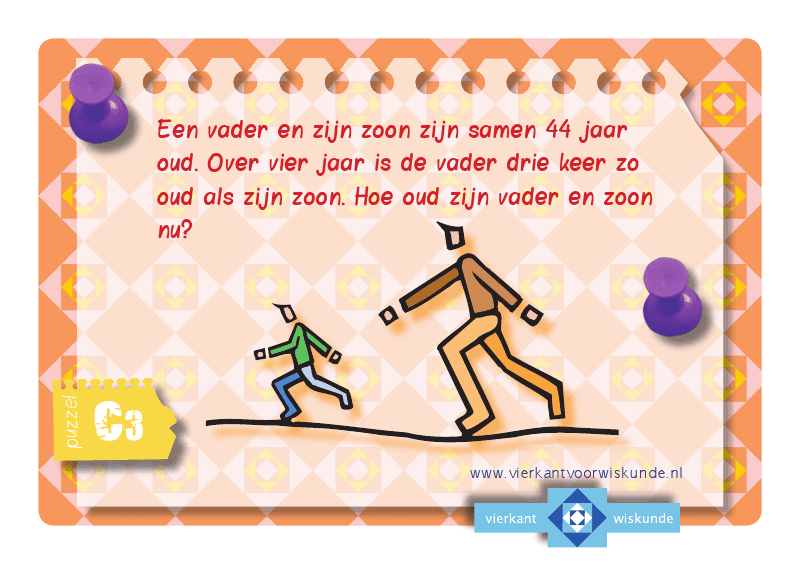 Een vader en zijn zoon zijn samen 44 jaar
oud. Over vier jaar is de vader drie keer zo
oud als zijn zoon. Hoe oud zijn vader en zoon
nu?
puzzel
C3
www.vierkantvoorwiskunde.nl
vierkant wiskunde